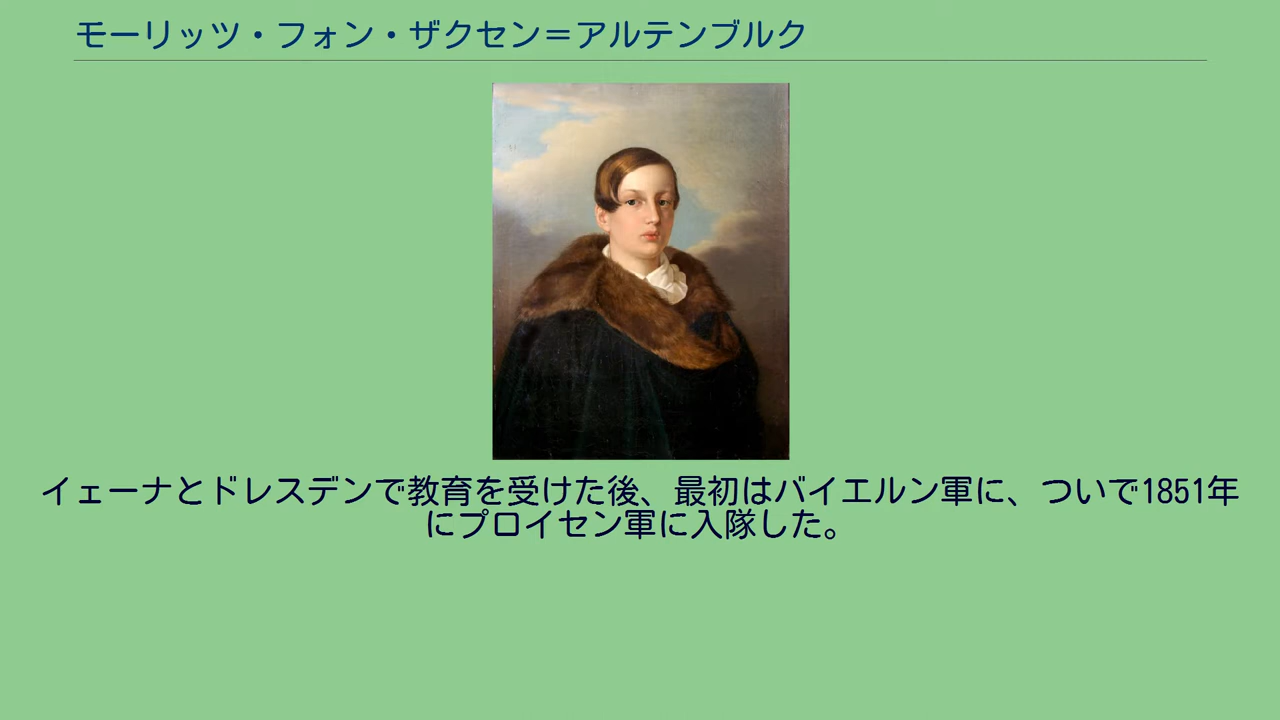 モーリッツ・フォン・ザクセン＝アルテンブルク
イェーナとドレスデンで教育を受けた後、最初はバイエルン軍に、ついで1851年
にプロイセン軍に入隊した。